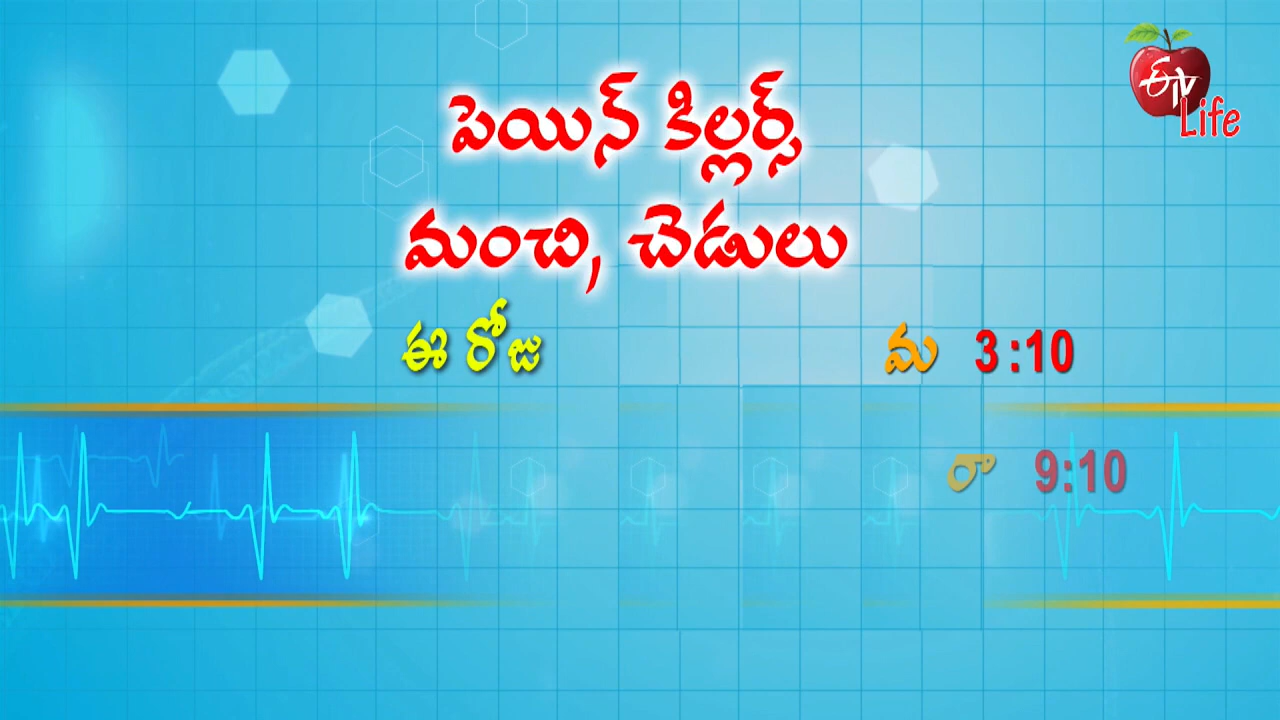 ETV
Life
పెయిన్ కిల్లర్స్
మంచి, చెడులు
ఈ రోజు మ 3:10
రా 9:10